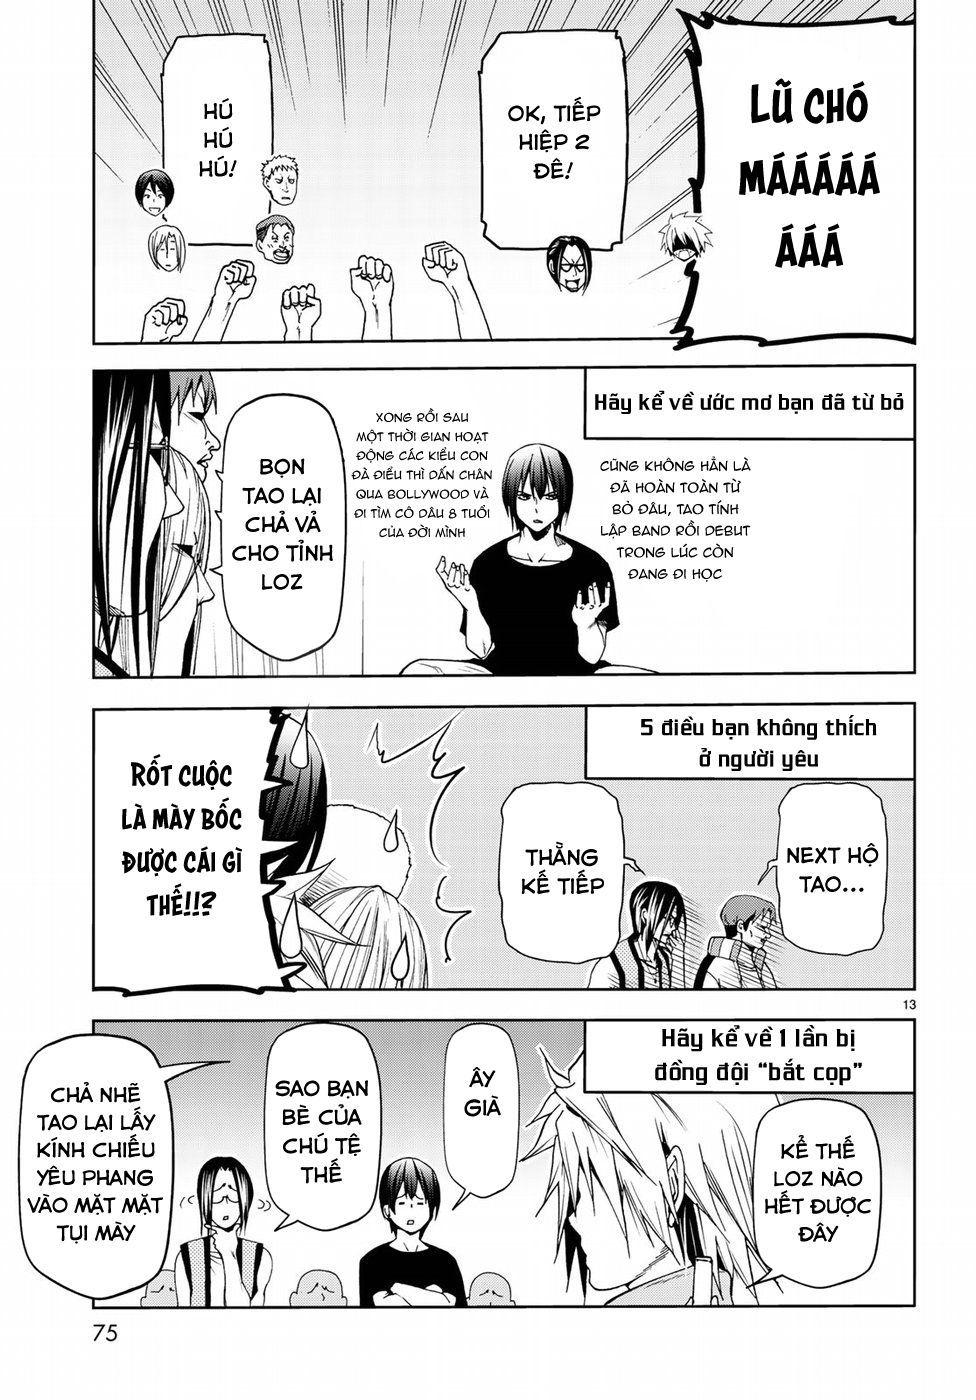 LŨ CHÓ
MÁÁÁÁÁ
ÁÁÁ
OK, TIẾP
HIỆP 2
ĐÊ!
HÚ
HÚ
HÚ!
Hãy kể về ước mơ bạn đã từ bỏ
CŨNG KHÔNG HẲN LÀ
ĐÃ HOÀN TOÀN TỪ
BỎ ĐÂU, TAO TÍNH
LẬP BAND RỒI DEBUT
TRONG LÚC CÒN
ĐANG ĐI HỌC
XONG RỒI SAU
MỘT THỜI GIAN HOẠT
ĐỘNG CÁC KIỂU CON
ĐÀ ĐIỂU THÌ DẤN CHÂN
QUA BOLLYWOOD VÀ
ĐI TÌM CÔ DÂU 8 TUỔI
CỦA ĐỜI MÌNH
BỌN
TAO LẠI
CHẢ VẢ
CHO TỈNH
LOZ
5 điều bạn không thích
ở người yêu
NEXT HỘ
TAO...
THẰNG
KẾ TIẾP
RỐT CUỘC
LÀ MÀY BỐC
ĐƯỢC CÁI GÌ
THẾ!!?
13
Hãy kể về 1 lần bị
đồng đội “bắt cọp”
KỂ THẾ
LOZ NÀO
HẾT ĐƯỢC
ĐÂY
ÂY
GIÀ
SAO BẠN
BÈ CỦA
CHÚ TỆ
THẾ
CHẢ NHẼ
TAO LẠI LẤY
KÍNH CHIẾU
YÊU PHANG
VÀO MẶT MẶT
TỤI MÀY
75